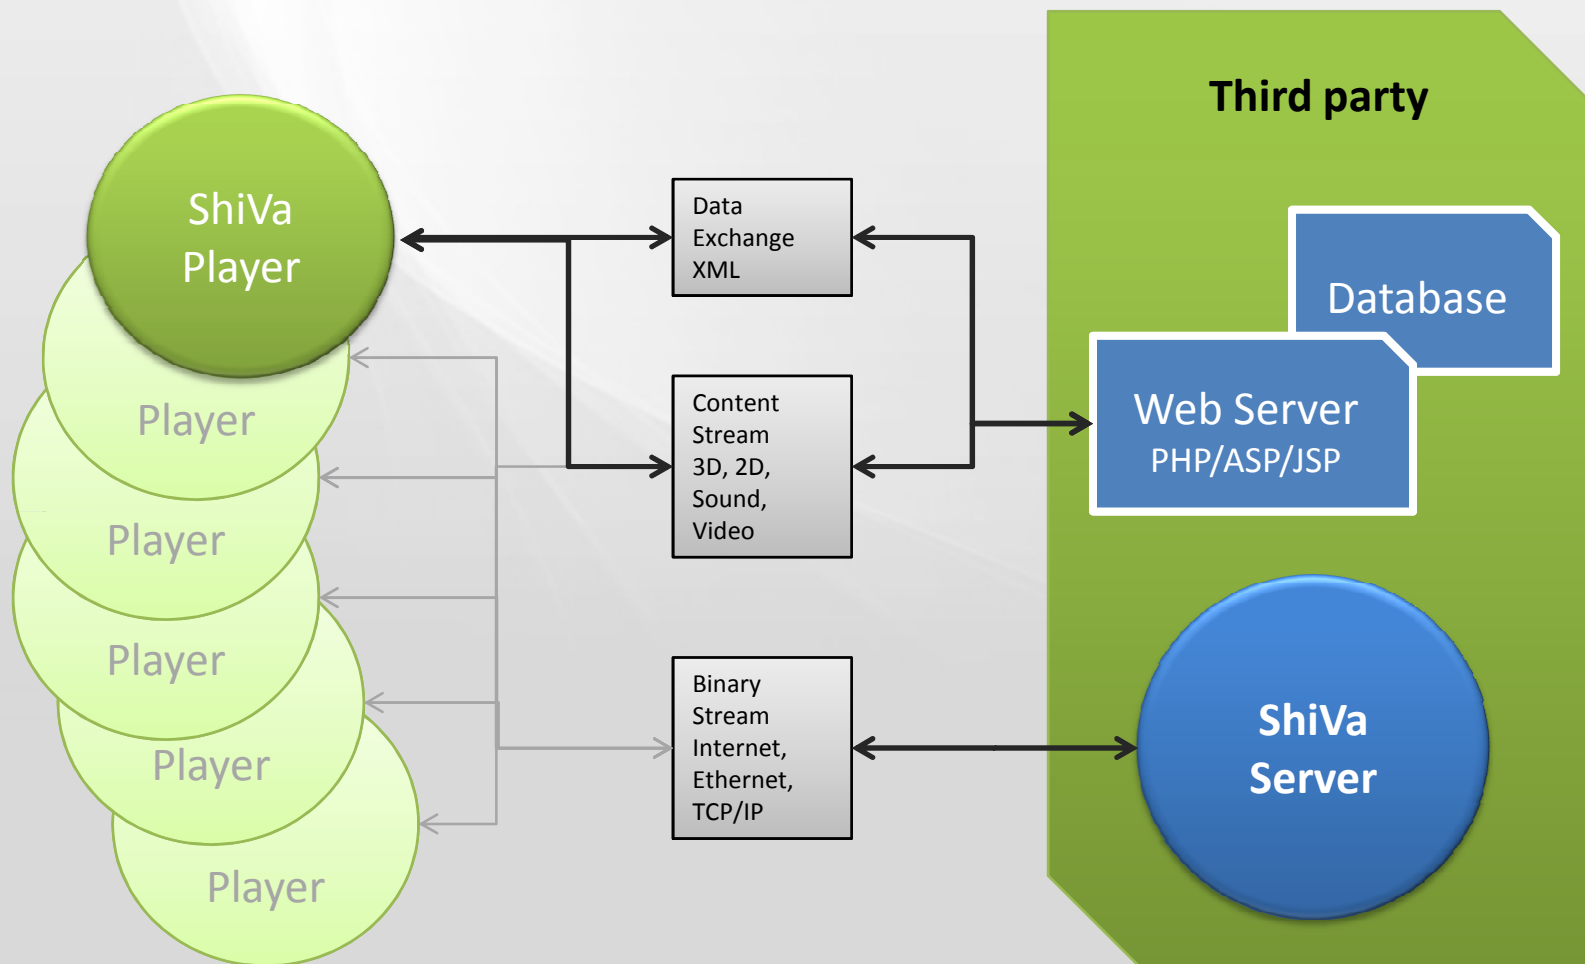 Third party
ShiVa
Player
Player
Player
Player
Player
Player
Data
Exchange
XML
Content
Stream
3D, 2D,
Sound,
Video
Binary
Stream
Internet,
Ethernet,
TCP/IP
Database
Web Server
PHP/ASP/JSP
ShiVa
Server